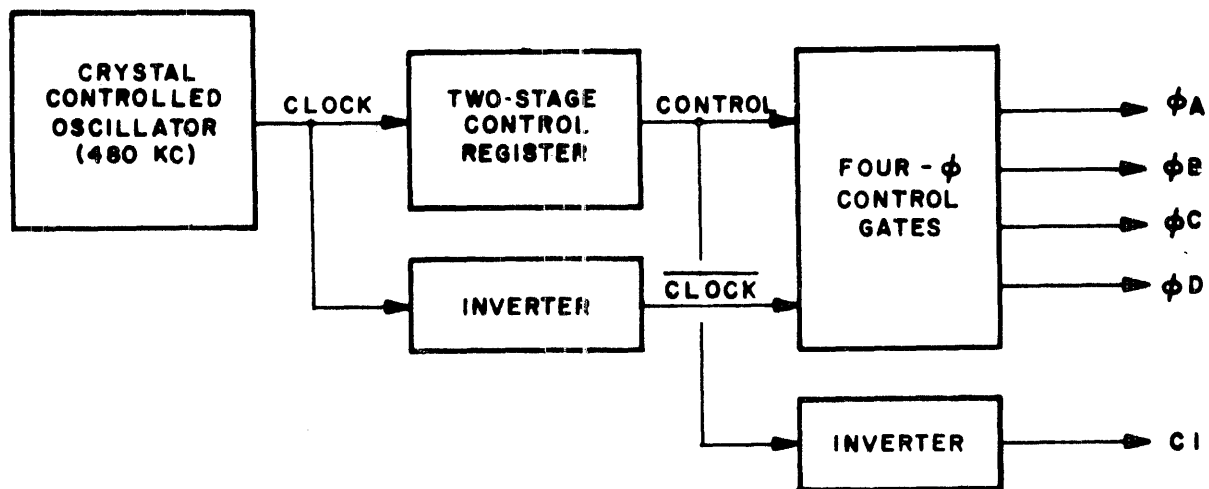 CRYSTAL
CONTROLLED
OSCILLATOR
(480 KC)
CLOCK
TWO-STAGE
CONTROL
REGISTER
CONTROL
FOUR - ϕ
CONTROL
GATES
ϕA
ϕB
ϕC
ϕD
INVERTER
CLOCK
INVERTER
C1